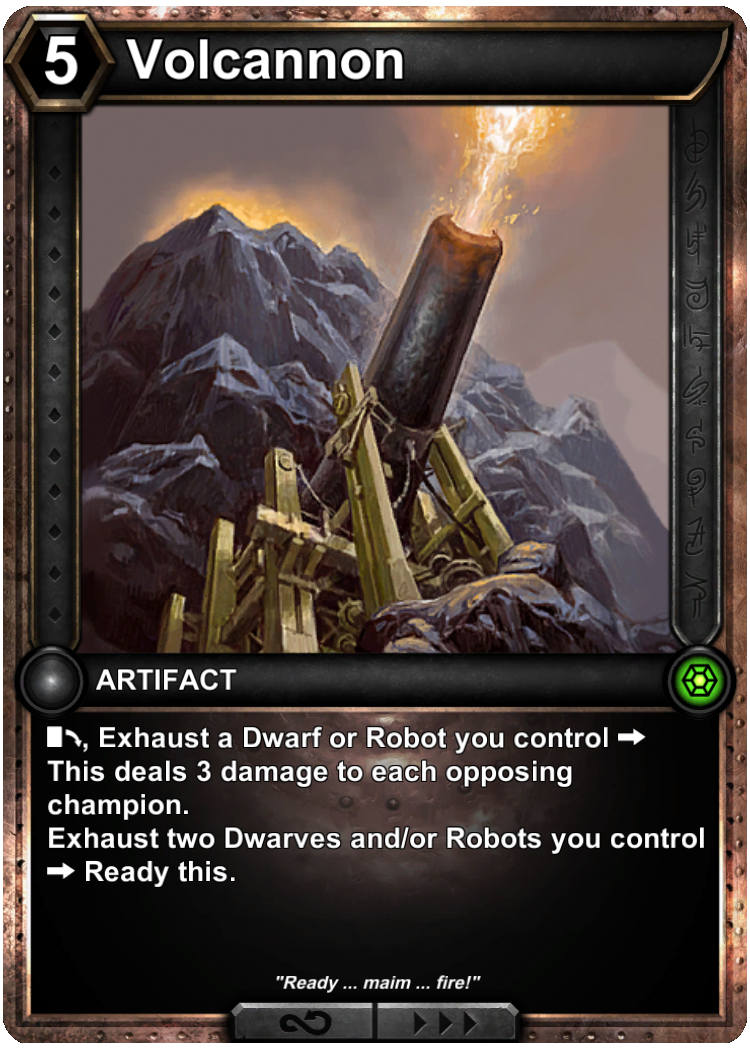 5 Volcannon
ARTIFACT
, Exhaust a Dwarf or Robot you control ➡
This deals 3 damage to each opposing
champion.
Exhaust two Dwarves and/or Robots you control
➡ Ready this.
"Ready ... maim ... fire!"